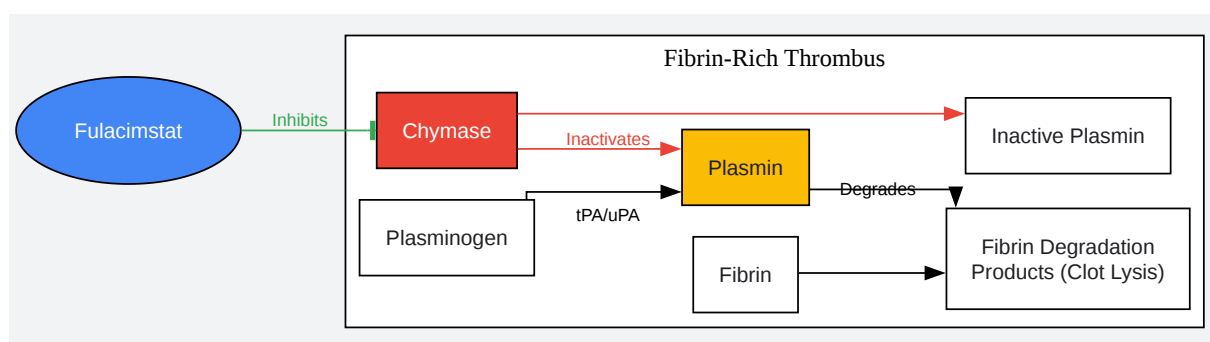 Fibrin-Rich Thrombus
Fulacimstat
Inhibits
Chymase
Inactivates
Inactive Plasmin
Plasmin
Degrades
Plasminogen
tPA/uPA
Fibrin
Fibrin Degradation
Products (Clot Lysis)